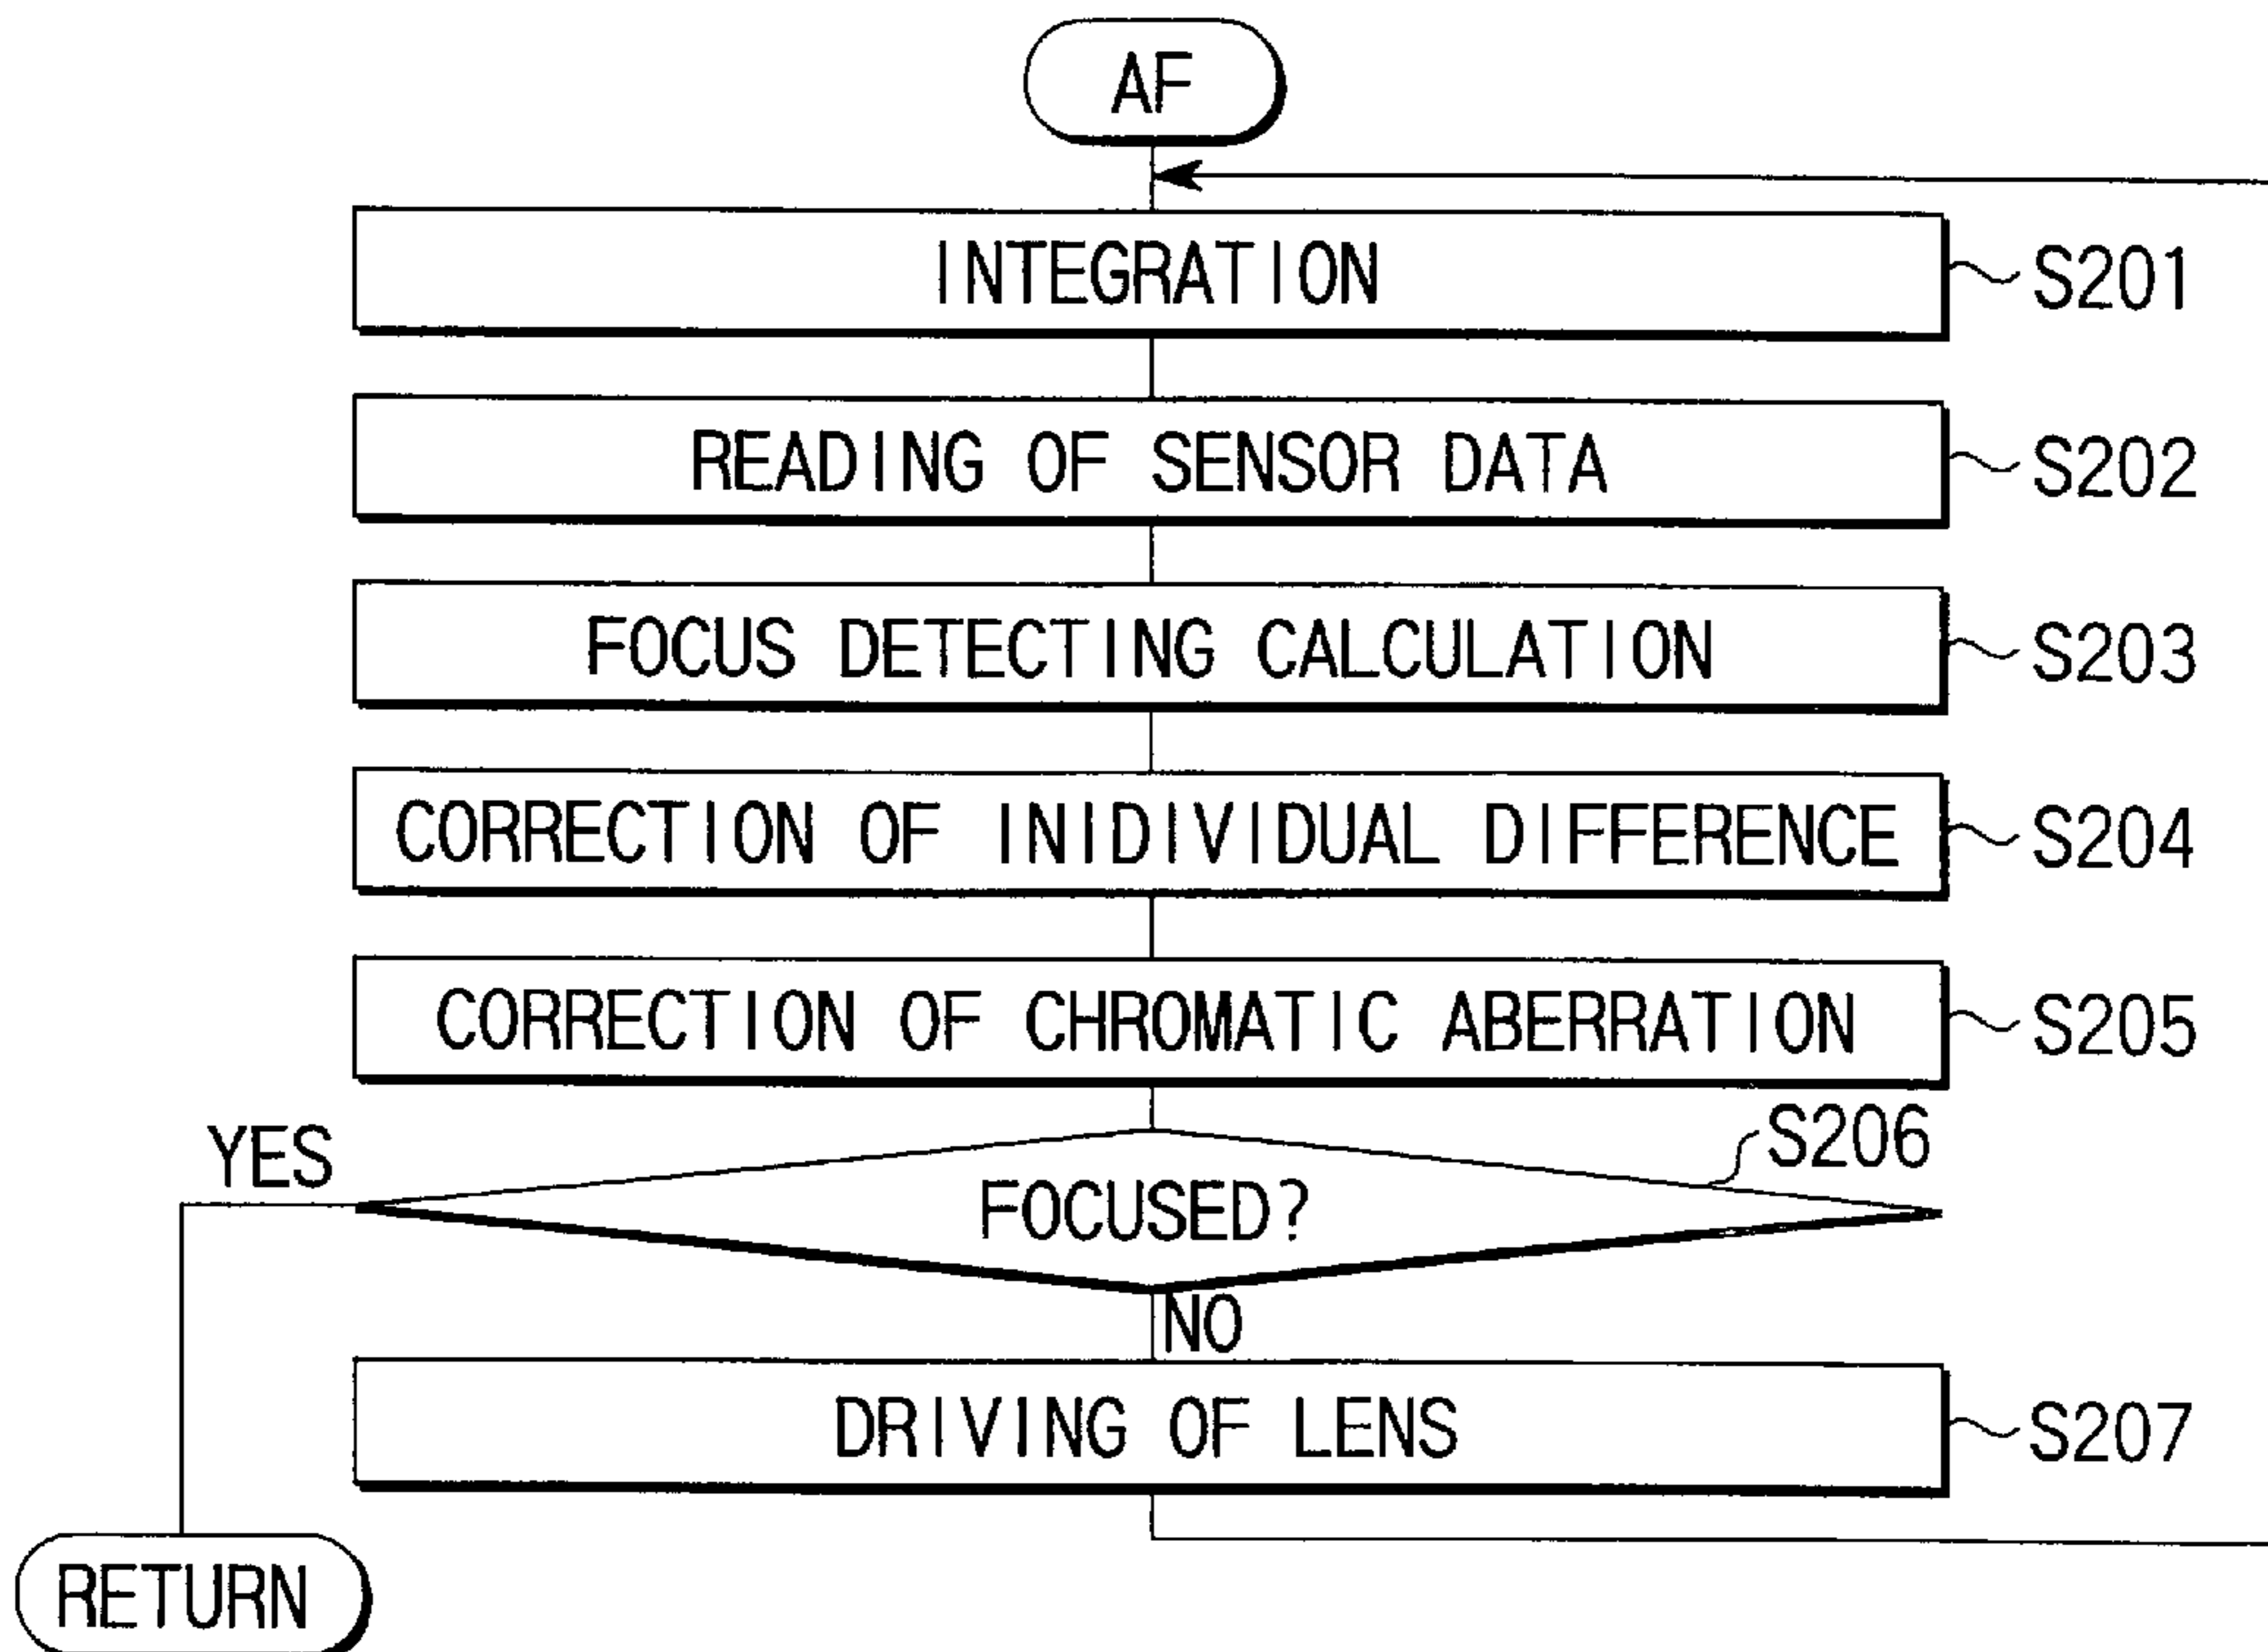 AF
INTEGRATION S201
READING OF SENSOR DATA S202
FOCUS DETECTING CALCULATION S203
CORRECTION OF INIDIVIDUAL DIFFERENCE S204
CORRECTION OF CHROMATIC ABERRATION S205
YES S206
FOCUSED?
NO
DRIVING OF LENS S207
RETURN